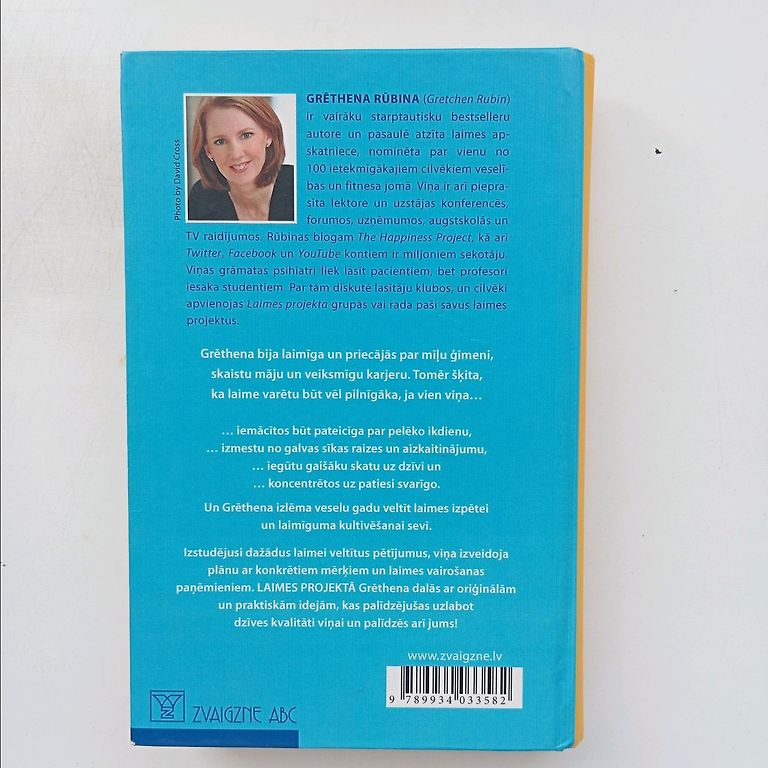 Photo by David Cross
GRĒTHENA RŪBINA (Gretchen Rubin)
ir vairāku starptautisku bestselleru
autore un pasaulē atzīta laimes ap-
skatniece, nominēta par vienu no
100 ietekmīgākajiem cilvēkiem veselī-
bas un fitnesa jomā. Viņa ir arī piepra-
sīta lektore un uzstājas konferencēs,
forumos, uzņēmumos, augstskolās un
TV raidījumos. Rūbinas blogam The Happiness Project, kā arī
Twitter, Facebook un YouTube kontiem ir miljoniem sekotāju.
Viņas grāmatas psihiatri liek lasīt pacientiem, bet profesori
iesaka studentiem. Par tām diskutē lasītāju klubos, un cilvēki
apvienojas Laimes projekta grupās vai rada paši savus laimes
projektus.
Grēthena bija laimīga un priecājās par mīļu ģimeni,
skaistu māju un veiksmīgu karjeru. Tomēr šķita,
ka laime varētu būt vēl pilnīgāka, ja vien viņa...
... iemācītos būt pateicīga par pelēko ikdienu,
... izmestu no galvas sīkas raizes un aizkaitinājumu,
... iegūtu gaišāku skatu uz dzīvi un
... koncentrētos uz patiesi svarīgo.
Un Grēthena izlēma veselu gadu veltīt laimes izpētei
un laimīguma kultivēšanai sevī.
Izstudējusi dažādus laimei veltītus pētījumus, viņa izveidoja
plānu ar konkrētiem mērķiem un laimes vairošanas
paņēmieniem. LAIMES PROJEKTĀ Grēthena dalās ar oriģinālām
un praktiskām idejām, kas palīdzējušas uzlabot
dzīves kvalitāti viņai un palīdzēs arī jums!
www.zvaigzne.lv
9 789934 033582
ZVAIGZNE ABC